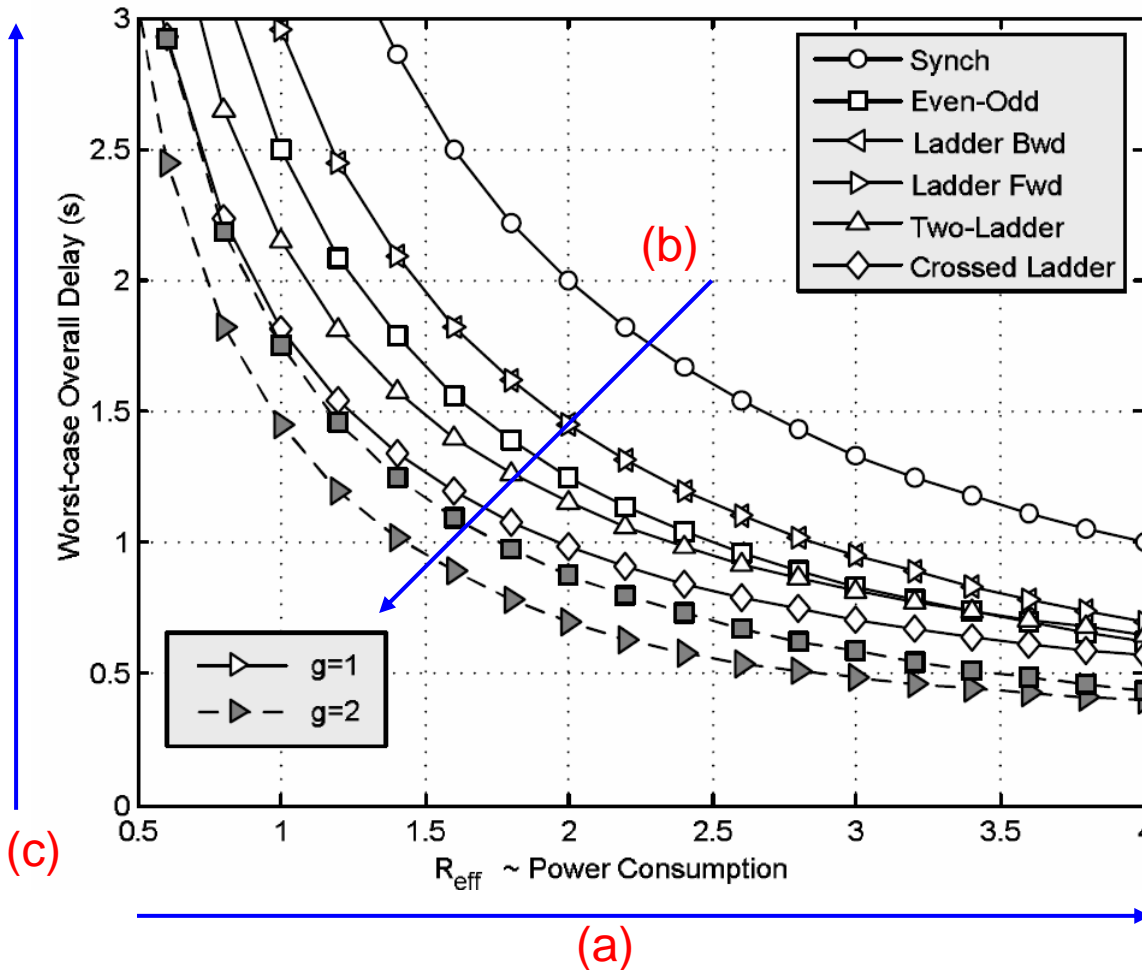 3
2.5
2
1.5
1
0.5
0
Worst-case Overall Delay (s)
Synch
Even-Odd
Ladder Bwd
Ladder Fwd
Two-Ladder
Crossed Ladder
(b)
g=1
g=2
0.5
1
1.5
2
2.5
3
3.5
4
(c)
R_eff ~ Power Consumption
(a)